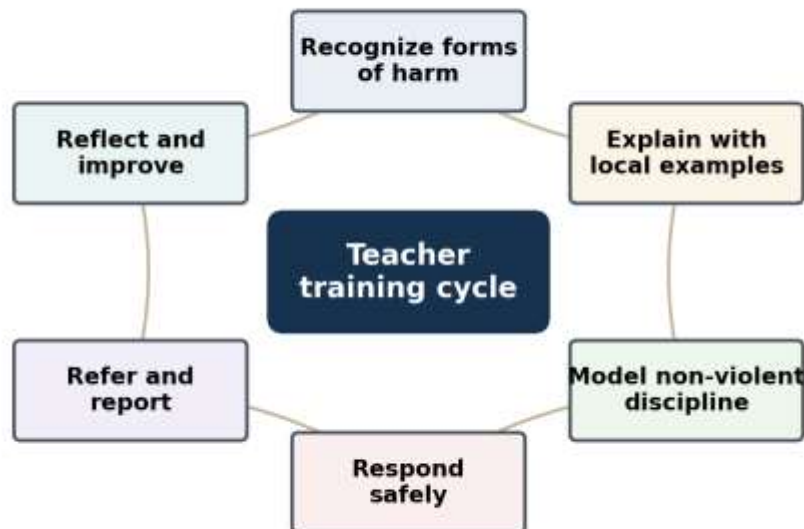 Recognize forms
of harm
Explain with
local examples
Model non-violent
discipline
Respond
safely
Refer and
report
Reflect and
improve
Teacher
training cycle